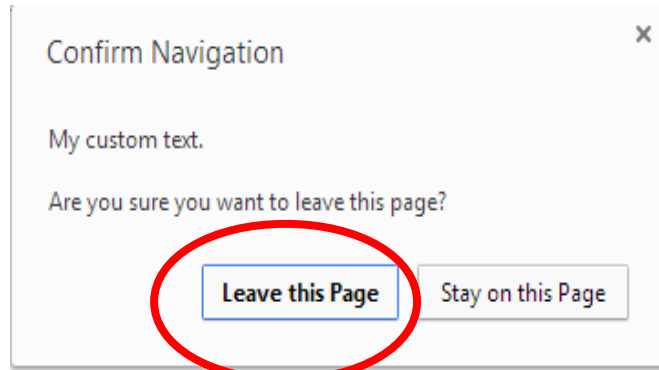 Confirm Navigation
My custom text.
Are you sure you want to leave this page?
Leave this Page Stay on this Page